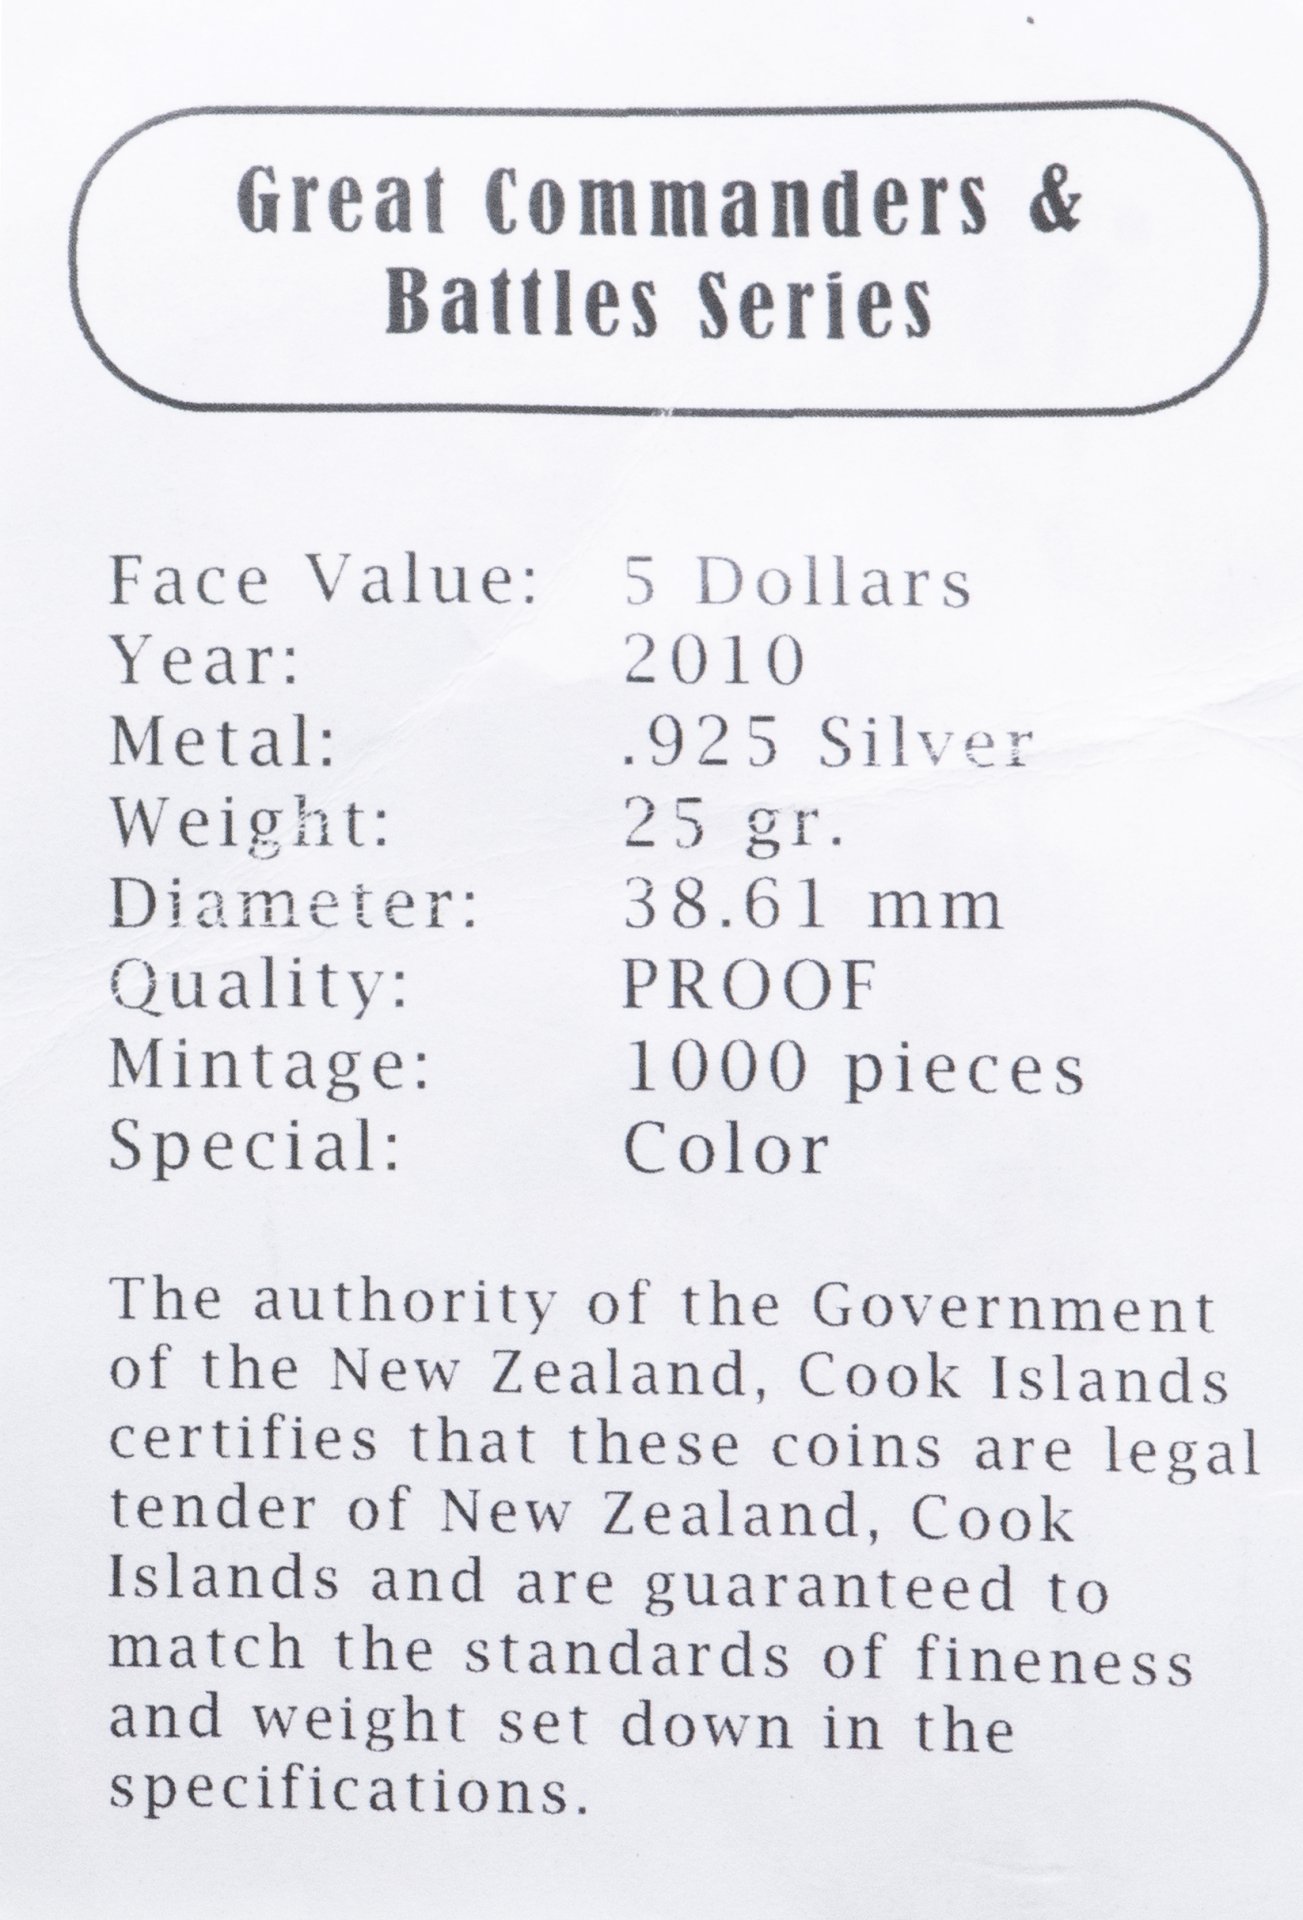 Great Commanders &
Battles Series
Face Value: 5 Dollars
Year: 2010
Metal: .925 Silver
Weight: 25 gr.
Diameter: 38.61 mm
Quality: PROOF
Mintage: 1000 pieces
Special: Color
The authority of the Government
of the New Zealand, Cook Islands
certifies that these coins are legal
tender of New Zealand, Cook
Islands and are guaranteed to
match the standards of fineness
and weight set down in the
specifications.